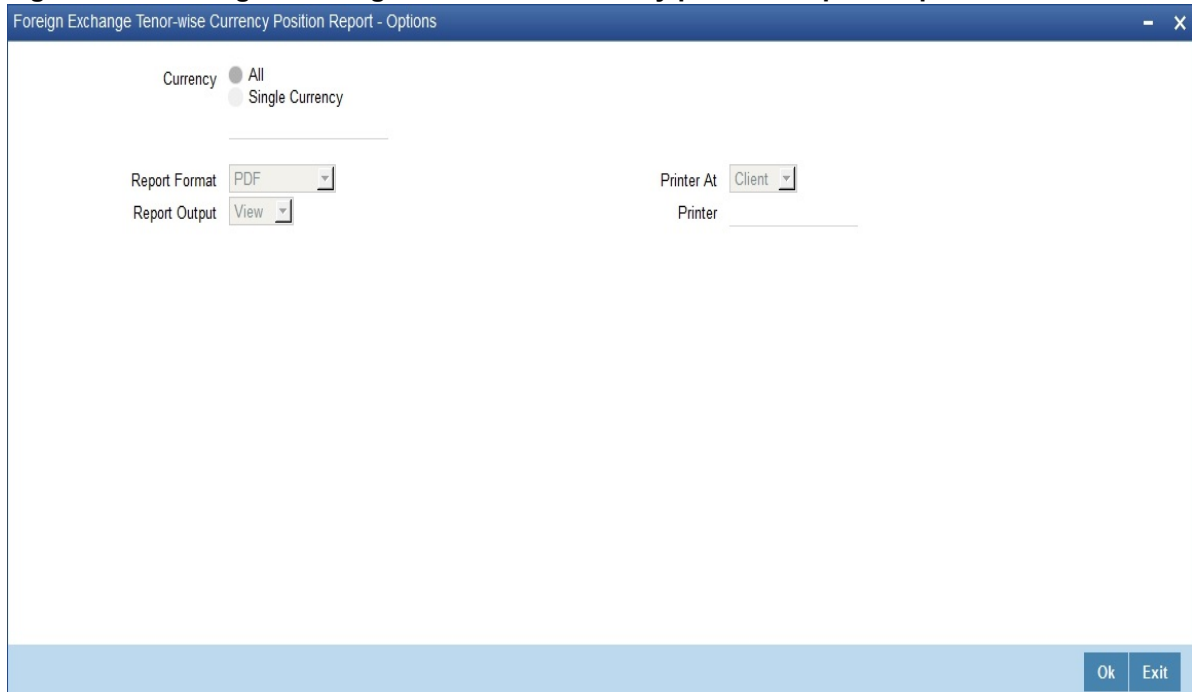 Foreign Exchange Tenor-wise Currency Position Report - Options
Currency All
Single Currency
Report Format PDF Printer At Client
Report Output View Printer
Ok Exit